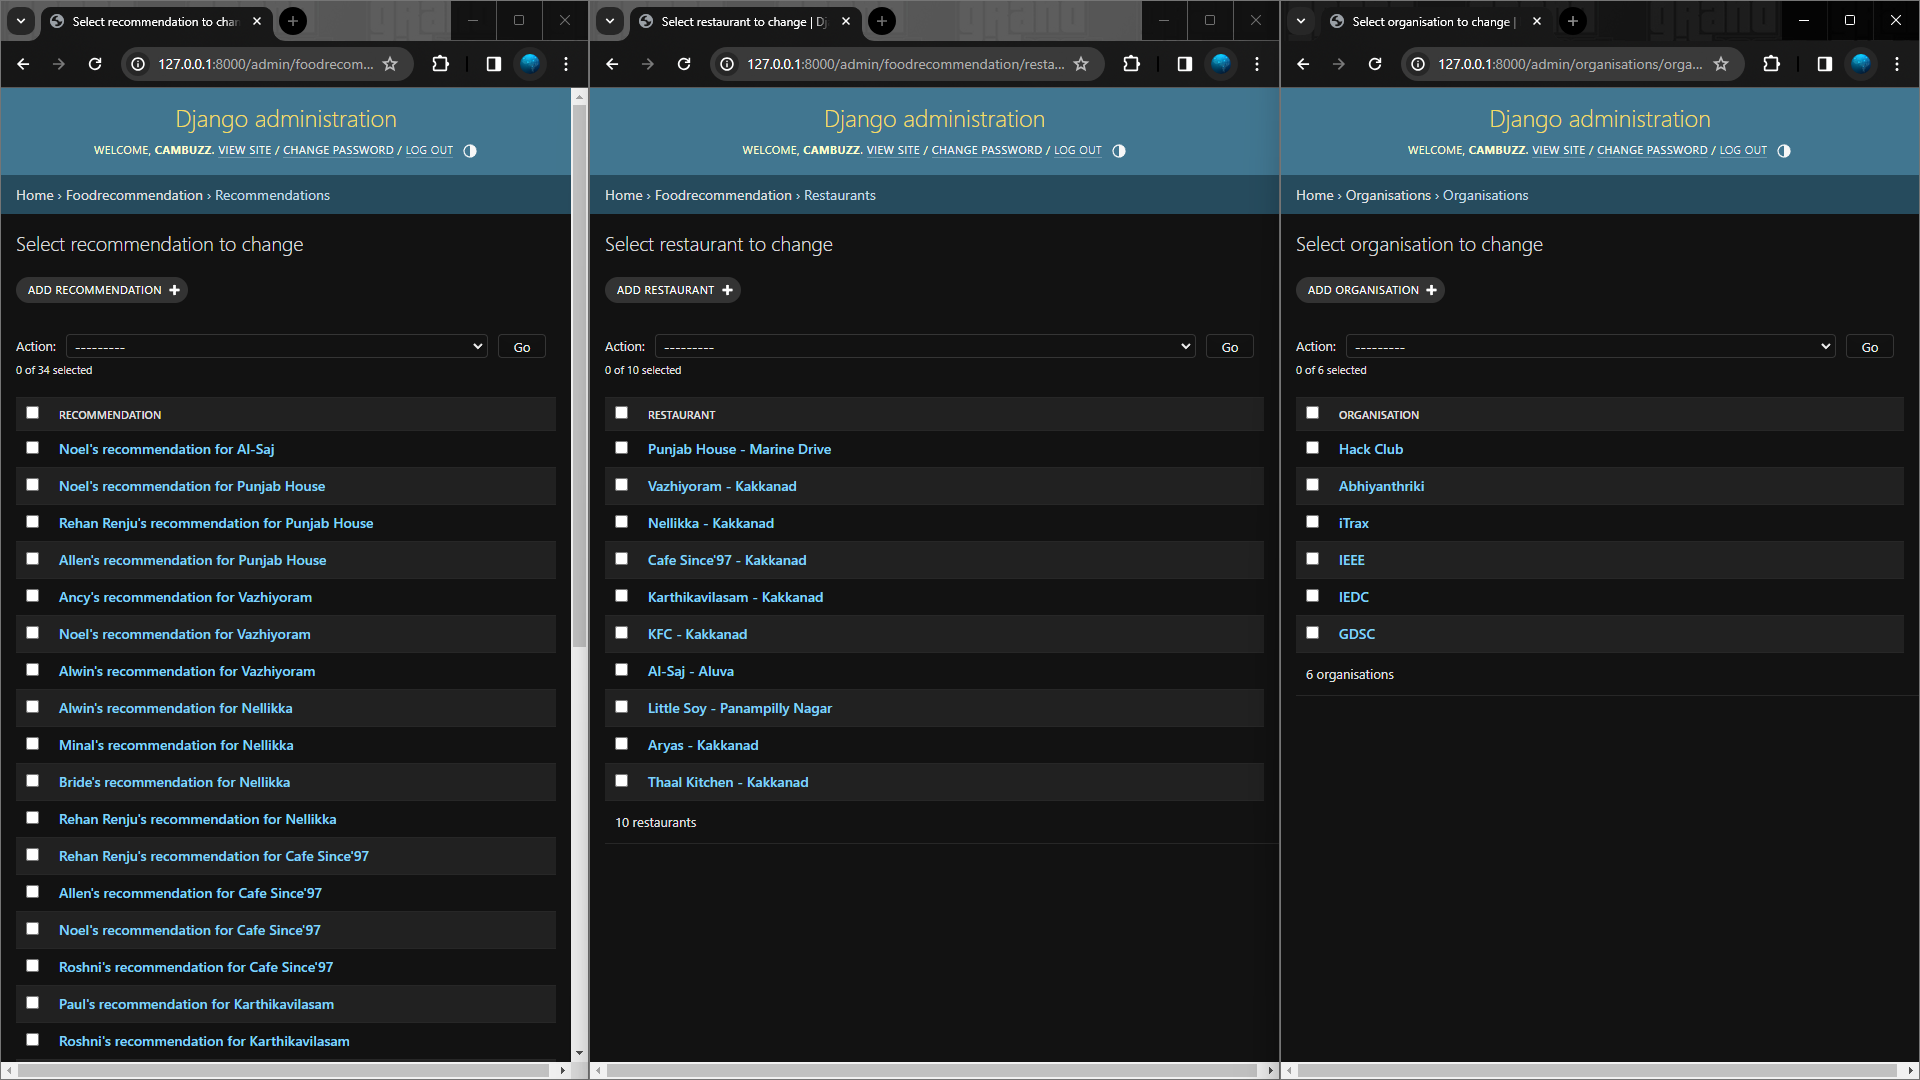 Select recommendation to chan
127.0.0.1:8000/admin/foodrecom...
Django administration
WELCOME, CAMBUZZ. VIEW SITE / CHANGE PASSWORD / LOG OUT
Home › Foodrecommendation › Recommendations
Select recommendation to change
ADD RECOMMENDATION +
Action: --------- Go
0 of 34 selected
RECOMMENDATION
Noel's recommendation for Al-Saj
Noel's recommendation for Punjab House
Rehan Renju's recommendation for Punjab House
Allen's recommendation for Punjab House
Ancy's recommendation for Vazhiyoram
Noel's recommendation for Vazhiyoram
Alwin's recommendation for Vazhiyoram
Alwin's recommendation for Nellikka
Minal's recommendation for Nellikka
Bride's recommendation for Nellikka
Rehan Renju's recommendation for Nellikka
Rehan Renju's recommendation for Cafe Since'97
Allen's recommendation for Cafe Since'97
Noel's recommendation for Cafe Since'97
Roshni's recommendation for Cafe Since'97
Paul's recommendation for Karthikavilasam
Roshni's recommendation for Karthikavilasam
Select restaurant to change | Dj
127.0.0.1:8000/admin/foodrecommendation/resta...
Django administration
WELCOME, CAMBUZZ. VIEW SITE / CHANGE PASSWORD / LOG OUT
Home › Foodrecommendation › Restaurants
Select restaurant to change
ADD RESTAURANT +
Action: --------- Go
0 of 10 selected
RESTAURANT
Punjab House - Marine Drive
Vazhiyoram - Kakkanad
Nellikka - Kakkanad
Cafe Since'97 - Kakkanad
Karthikavilasam - Kakkanad
KFC - Kakkanad
Al-Saj - Aluva
Little Soy - Panampilly Nagar
Aryas - Kakkanad
Thaal Kitchen - Kakkanad
10 restaurants
Select organisation to change |
127.0.0.1:8000/admin/organisations/orga...
Django administration
WELCOME, CAMBUZZ. VIEW SITE / CHANGE PASSWORD / LOG OUT
Home › Organisations › Organisations
Select organisation to change
ADD ORGANISATION +
Action: --------- Go
0 of 6 selected
ORGANISATION
Hack Club
Abhiyanthriki
iTrax
IEEE
IEDC
GDSC
6 organisations